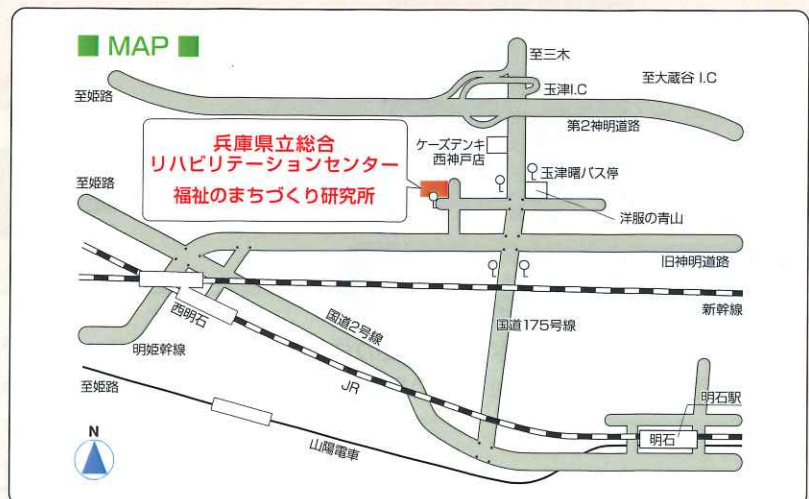 MAP
至三木
至姫路
玉津I.C
至大蔵谷 I.C
第2神明道路
兵庫県立総合
リハビリテーションセンター
福祉のまちづくり研究所
ケーズデンキ
西神戸店
玉津曙バス停
至姫路
洋服の青山
旧神明道路
新幹線
西明石
国道2号線
国道175号線
明姫幹線
JR
至姫路
明石駅
明石
山陽電車
N